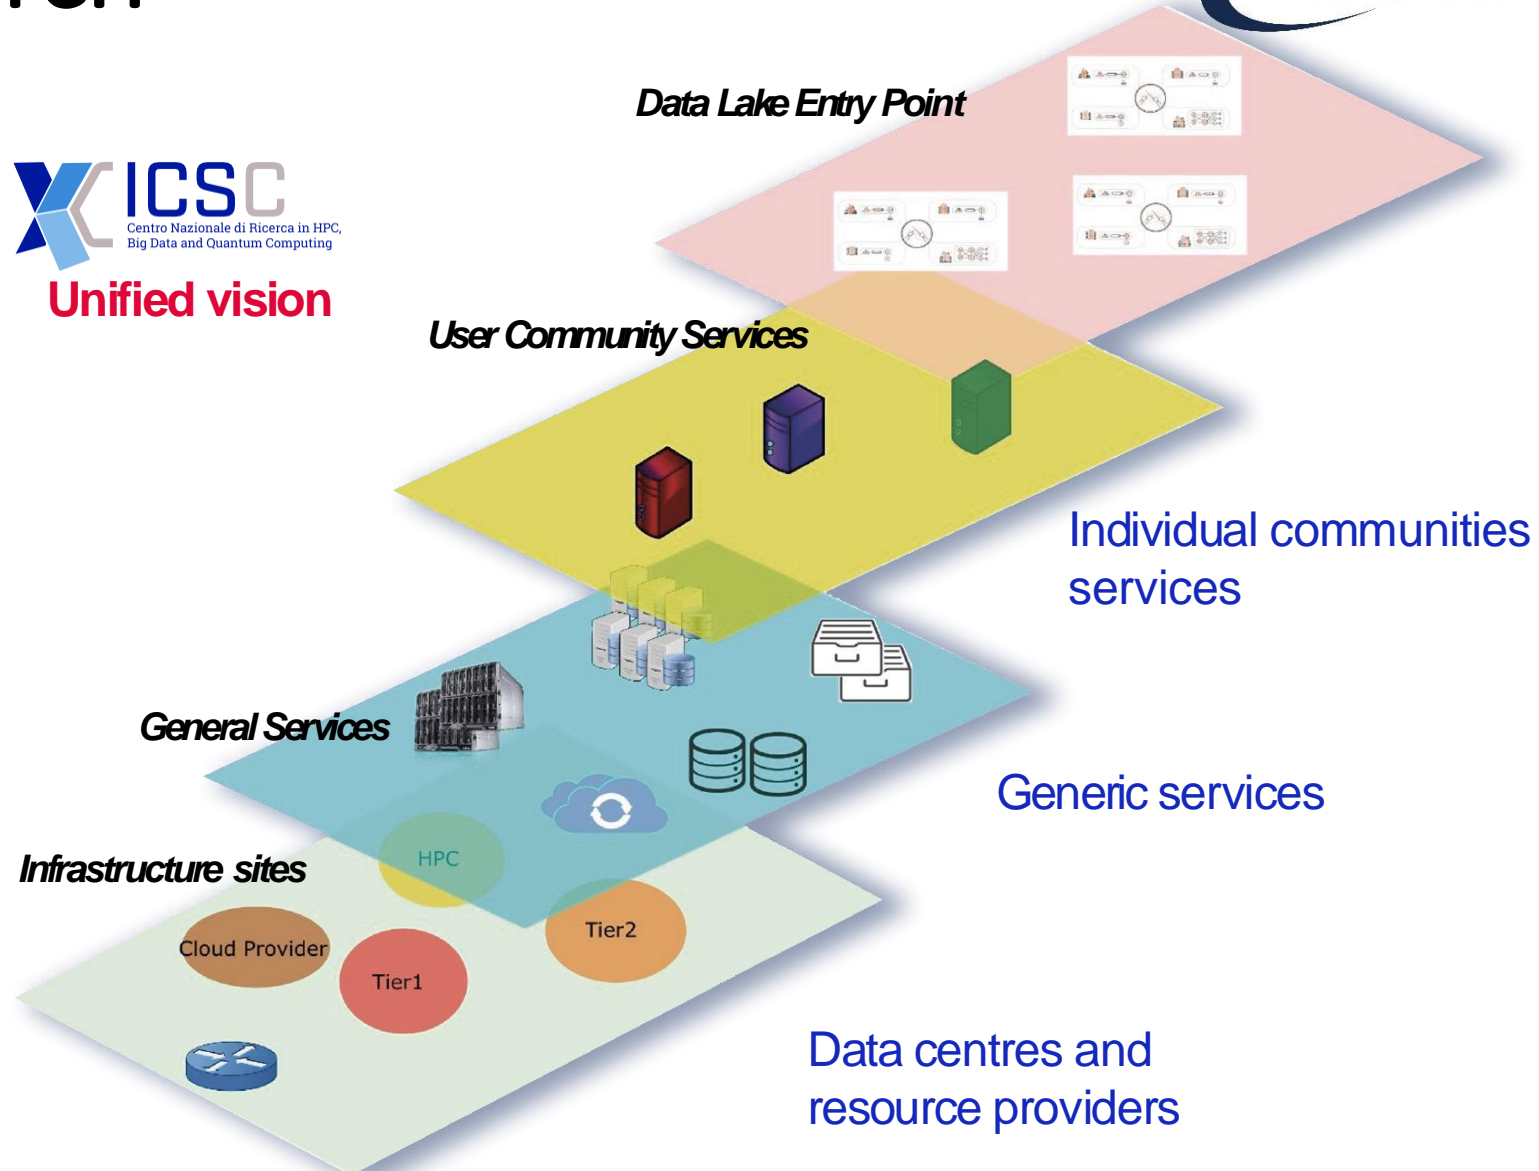 Data Lake Entry Point
ICSC
Centro Nazionale di Ricerca in HPC,
Big Data and Quantum Computing
Unified vision
User Community Services
Individual communities
services
General Services
Generic services
Infrastructure sites
HPC
Cloud Provider
Tier2
Tier1
Data centres and
resource providers